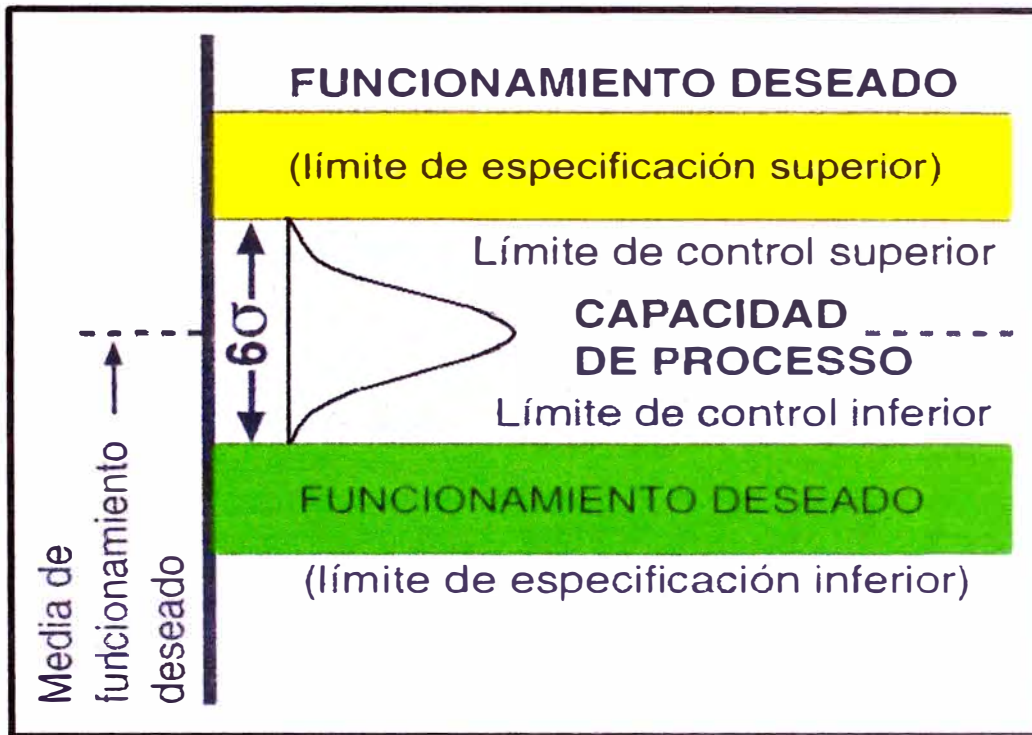 FUNCIONAMIENTO DESEADO
(límite de especificación superior)
Límite de control superior
6σ
CAPACIDAD
DE PROCESSO
Límite de control inferior
FUNCIONAMIENTO DESEADO
(límite de especificación inferior)
Media de
funcionamiento
deseado